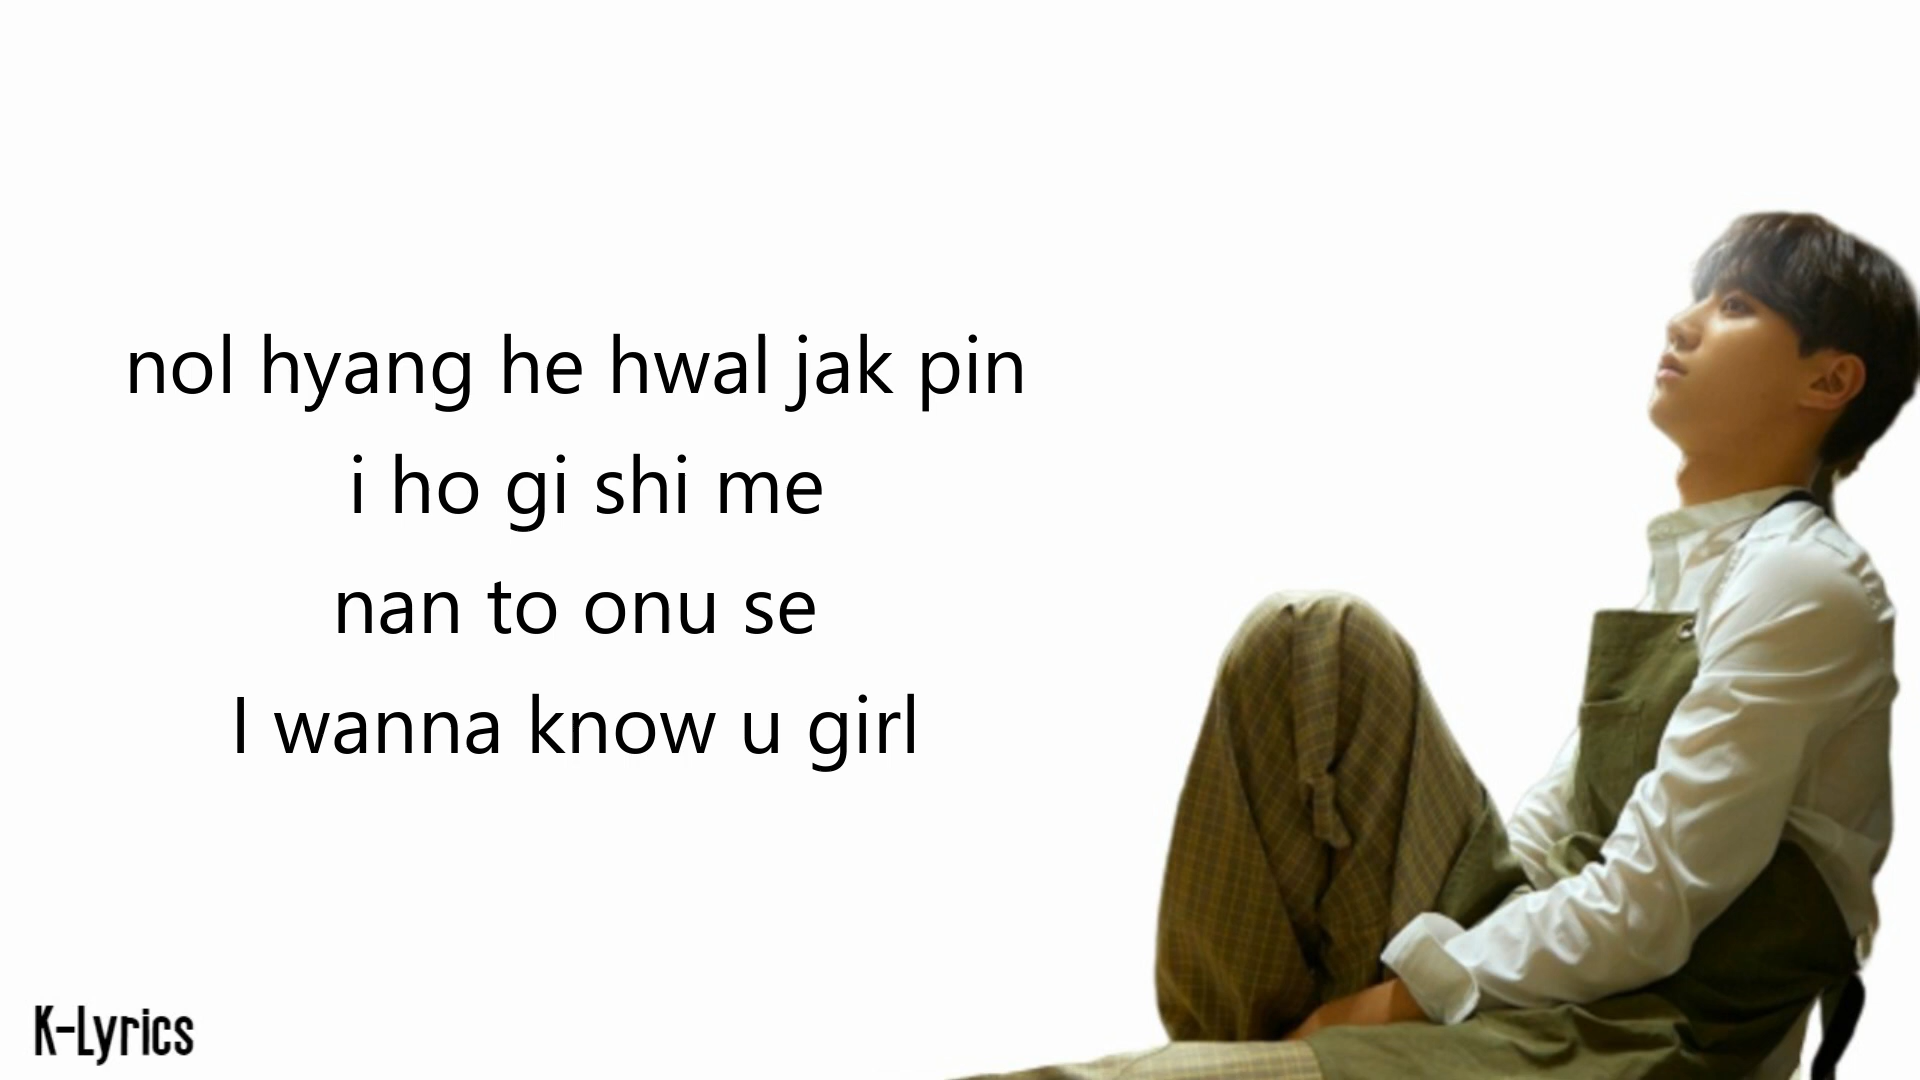 nol hyang he hwal jak pin
i ho gi shi me
nan to onu se
I wanna know u girl
K-Lyrics